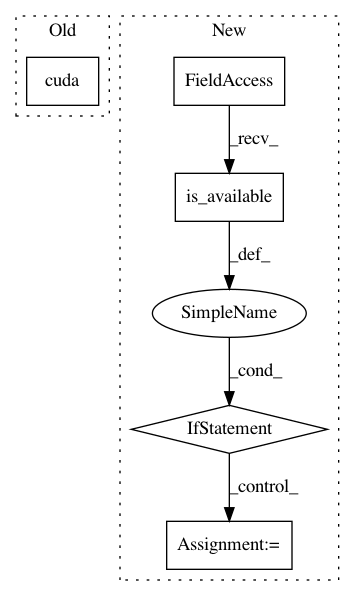 Old
New
cuda
FieldAccess
_recv_
is_available
_def_
SimpleName
_cond_
IfStatement
_control_
Assignment:=